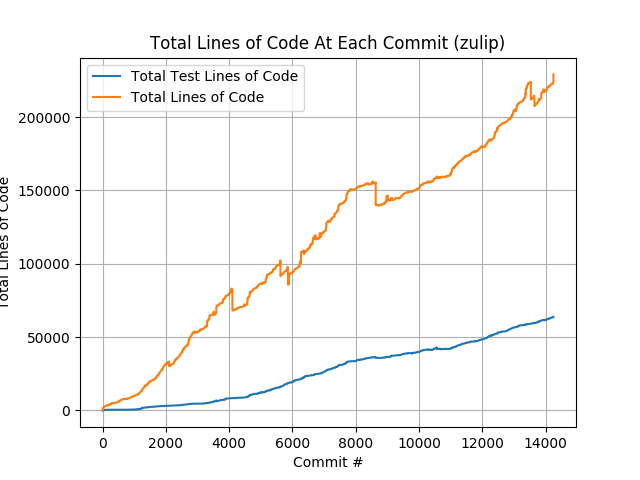 Total Lines of Code At Each Commit (zulip)
Total Test Lines of Code
Total Lines of Code
Total Lines of Code
200000
150000
100000
50000
0
0 2000 4000 6000 8000 10000 12000 14000
Commit #